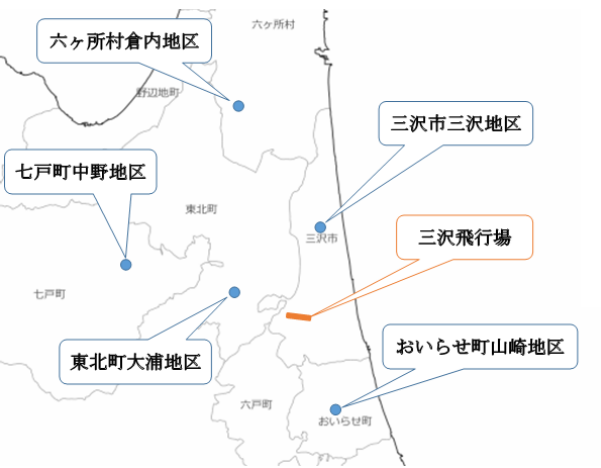 六ヶ所村
六ヶ所村倉内地区
野辺地町
三沢市三沢地区
七戸町中野地区
東北町
三沢市
三沢飛行場
七戸町
東北町大浦地区
おいらせ町山崎地区
六戸町
おいらせ町